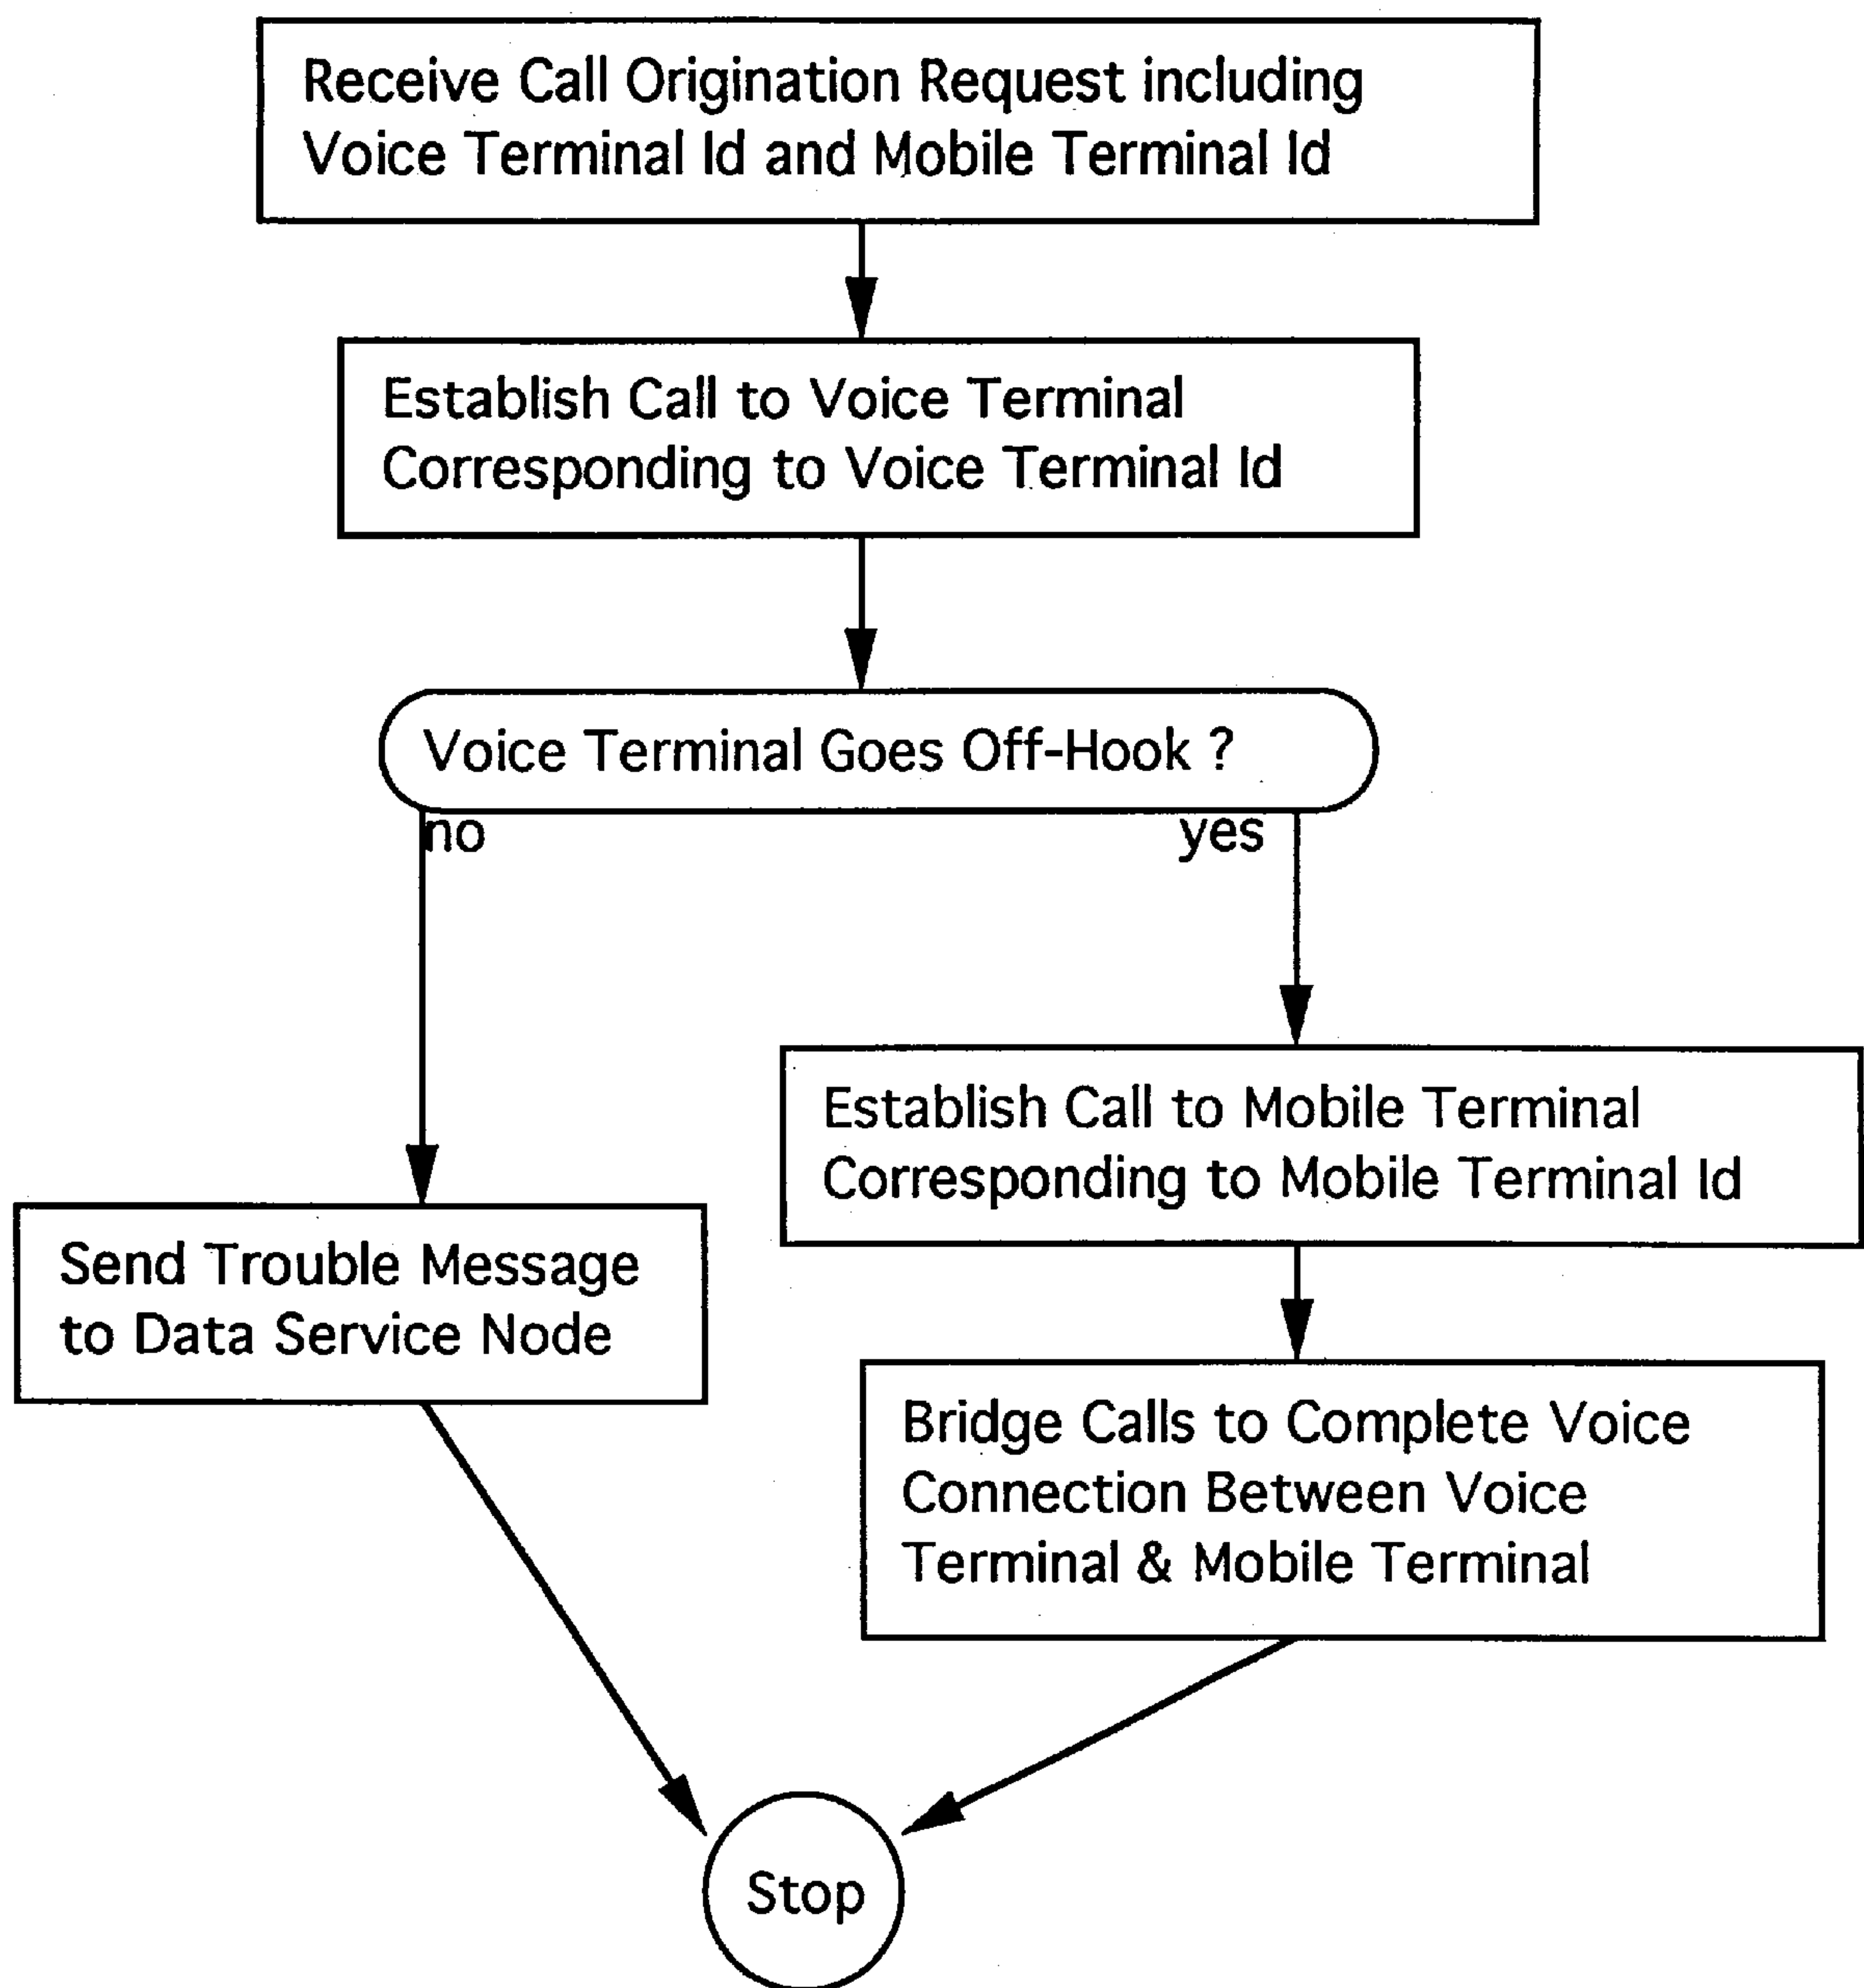 Receive Call Origination Request including
Voice Terminal Id and Mobile Terminal Id
Establish Call to Voice Terminal
Corresponding to Voice Terminal Id
Voice Terminal Goes Off-Hook ?
no
yes
Establish Call to Mobile Terminal
Corresponding to Mobile Terminal Id
Send Trouble Message
to Data Service Node
Bridge Calls to Complete Voice
Connection Between Voice
Terminal & Mobile Terminal
Stop